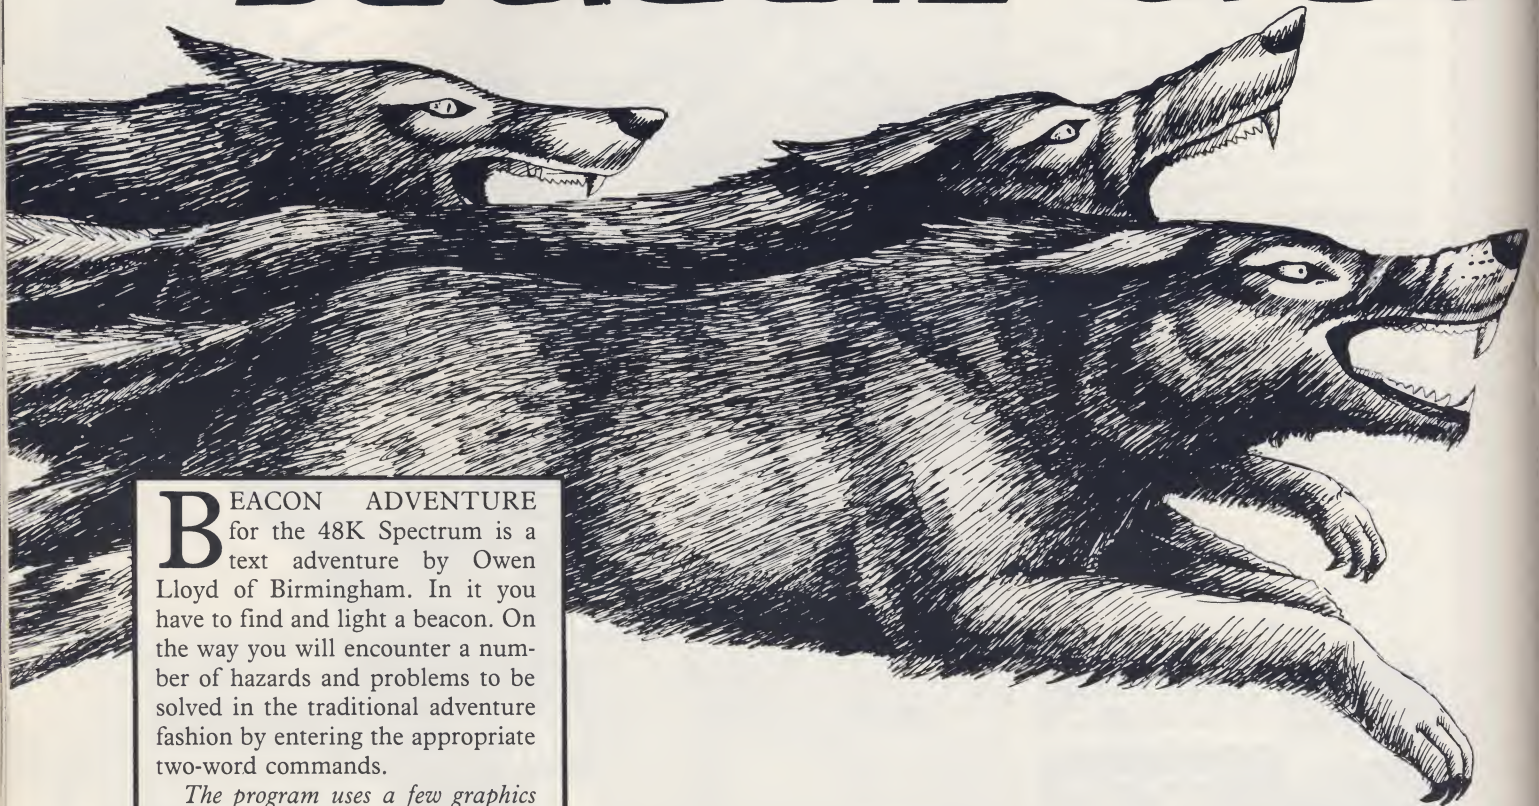 BEACON ADVENTURE
for the 48K Spectrum is a
text adventure by Owen
Lloyd of Birmingham. In it you
have to find and light a beacon. On
the way you will encounter a num-
ber of hazards and problems to be
solved in the traditional adventure
fashion by entering the appropriate
two-word commands.
The program uses a few graphics